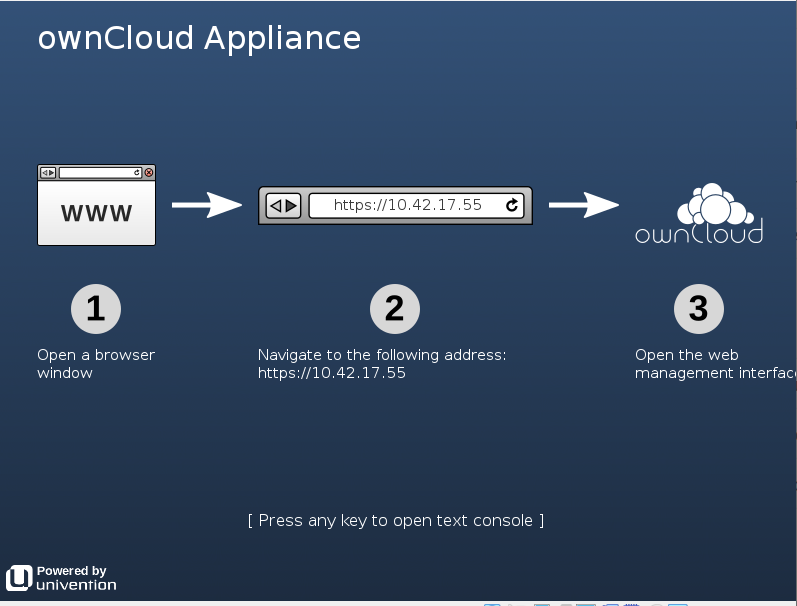 ownCloud Appliance
www
https://10.42.17.55
ownCloud
1
2
3
Open a browser
window
Navigate to the following address:
https://10.42.17.55
Open the web
management interfac
[ Press any key to open text console ]
Powered by
univention